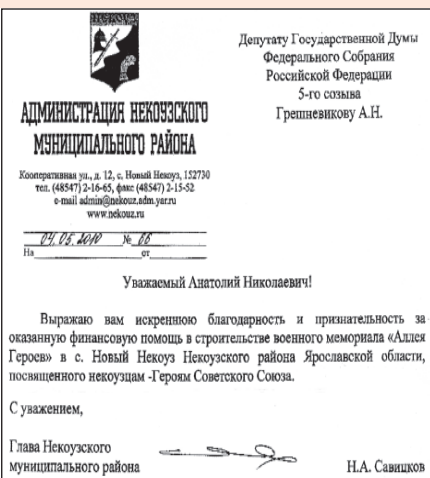 Депутату Государственной Думы
Федерального Собрания
Российской Федерации
5-го созыва
Грешневикову А.Н.
АДМИНИСТРАЦИЯ НЕКОУЗСКОГО
МУНИЦИПАЛЬНОГО РАЙОНА
Кооперативная ул., д. 12, с. Новый Некоуз, 152730
тел. (48547) 2-16-65, факс (48547) 2-15-52
e-mail admin@nekouz.adm.yar.ru
www.nekouz.ru
04.05.2010 № 66
На от
Уважаемый Анатолий Николаевич!
Выражаю вам искреннюю благодарность и признательность за
оказанную финансовую помощь в строительстве военного мемориала «Аллея
Героев» в с. Новый Некоуз Некоузского района Ярославской области,
посвященного некоузцам -Героям Советского Союза.
С уважением,
Глава Некоузского
муниципального района Н.А. Савицков